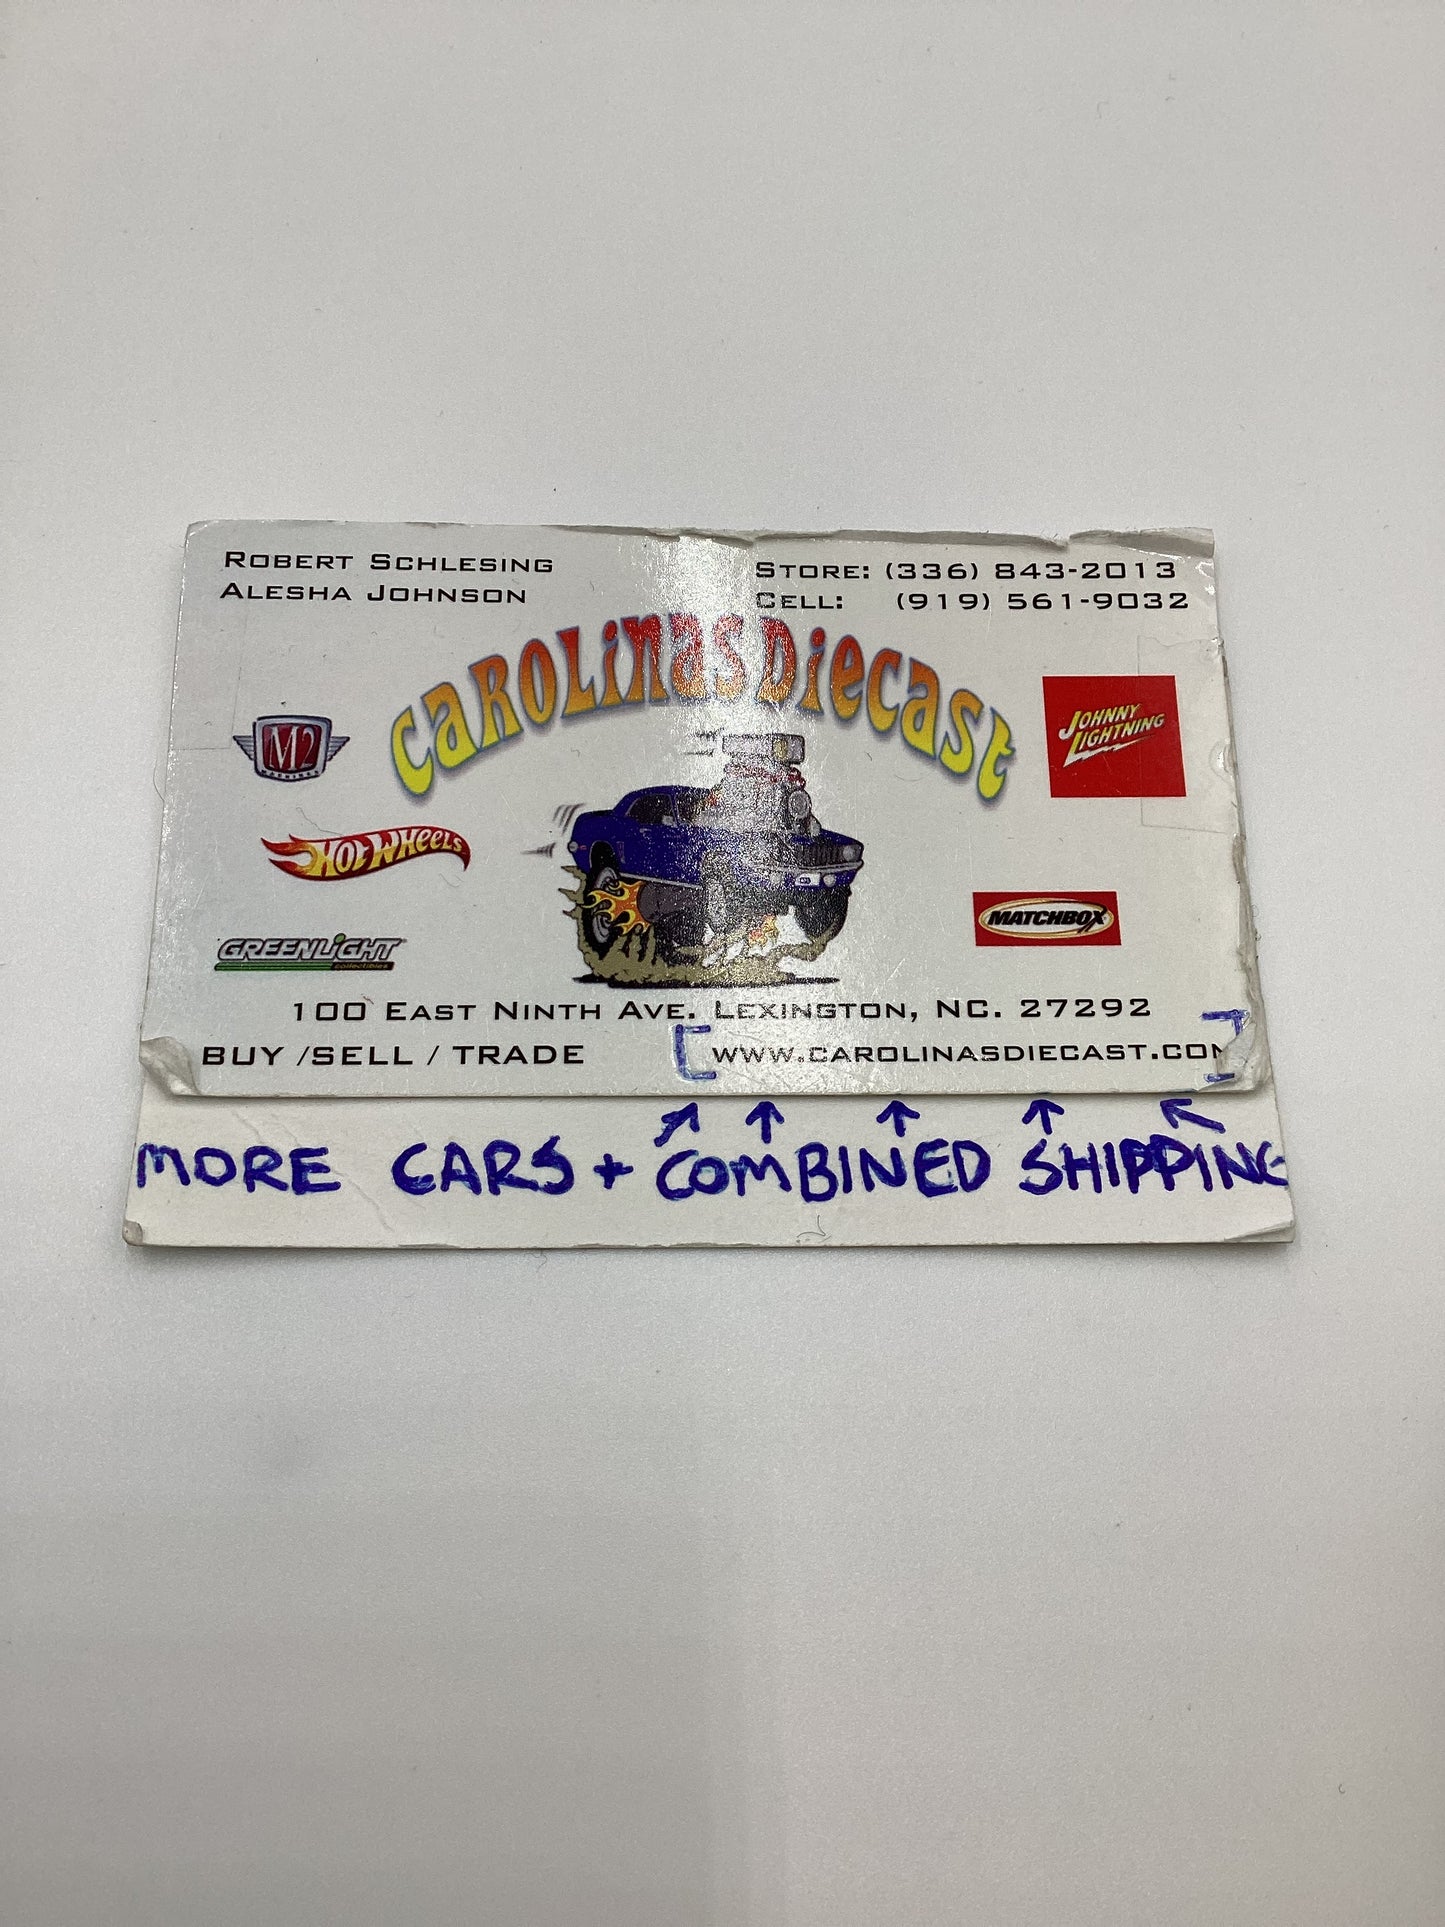 ROBERT SCHLESING
ALESHA JOHNSON
STORE: (336) 843-2013
CELL: (919) 561-9032
CAROLINAS DIECAST
M2
MACHINES
JOHNNY
LIGHTNING
HOT WHEELS
MATCHBOX
GREENLIGHT
collectibles
100 EAST NINTH AVE. LEXINGTON, NC. 27292
BUY /SELL / TRADE [ WWW.CAROLINASDIECAST.COM ]
↗ ↑ ↑ ↑ ↖
MORE CARS + COMBINED SHIPPING